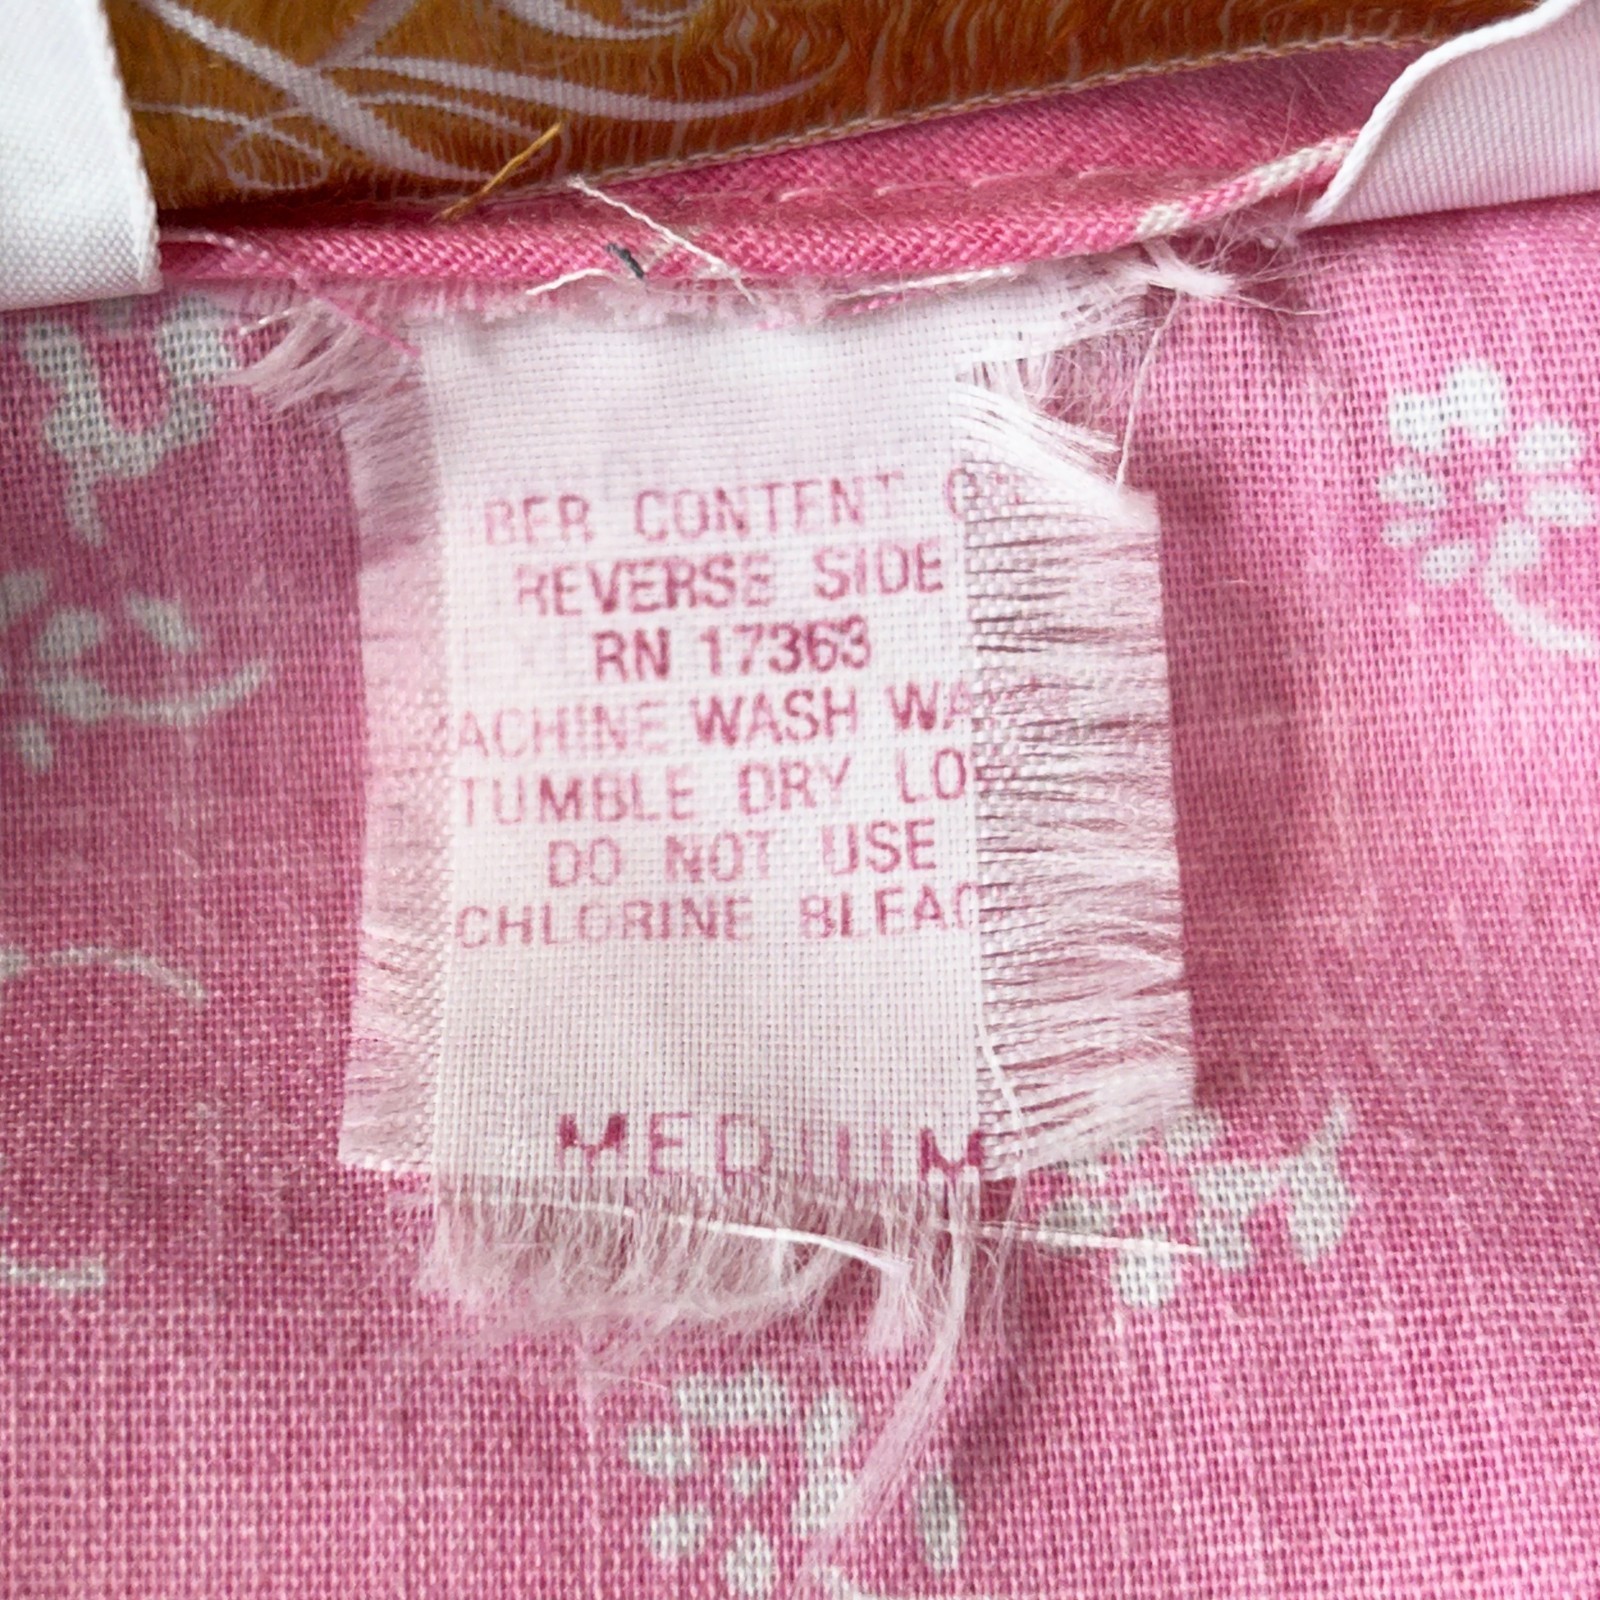 BER CONTENT O
REVERSE SIDE
RN 17363
ACHINE WASH WA
TUMBLE DRY LO
DO NOT USE
CHLORINE BLEAC
MEDIUM